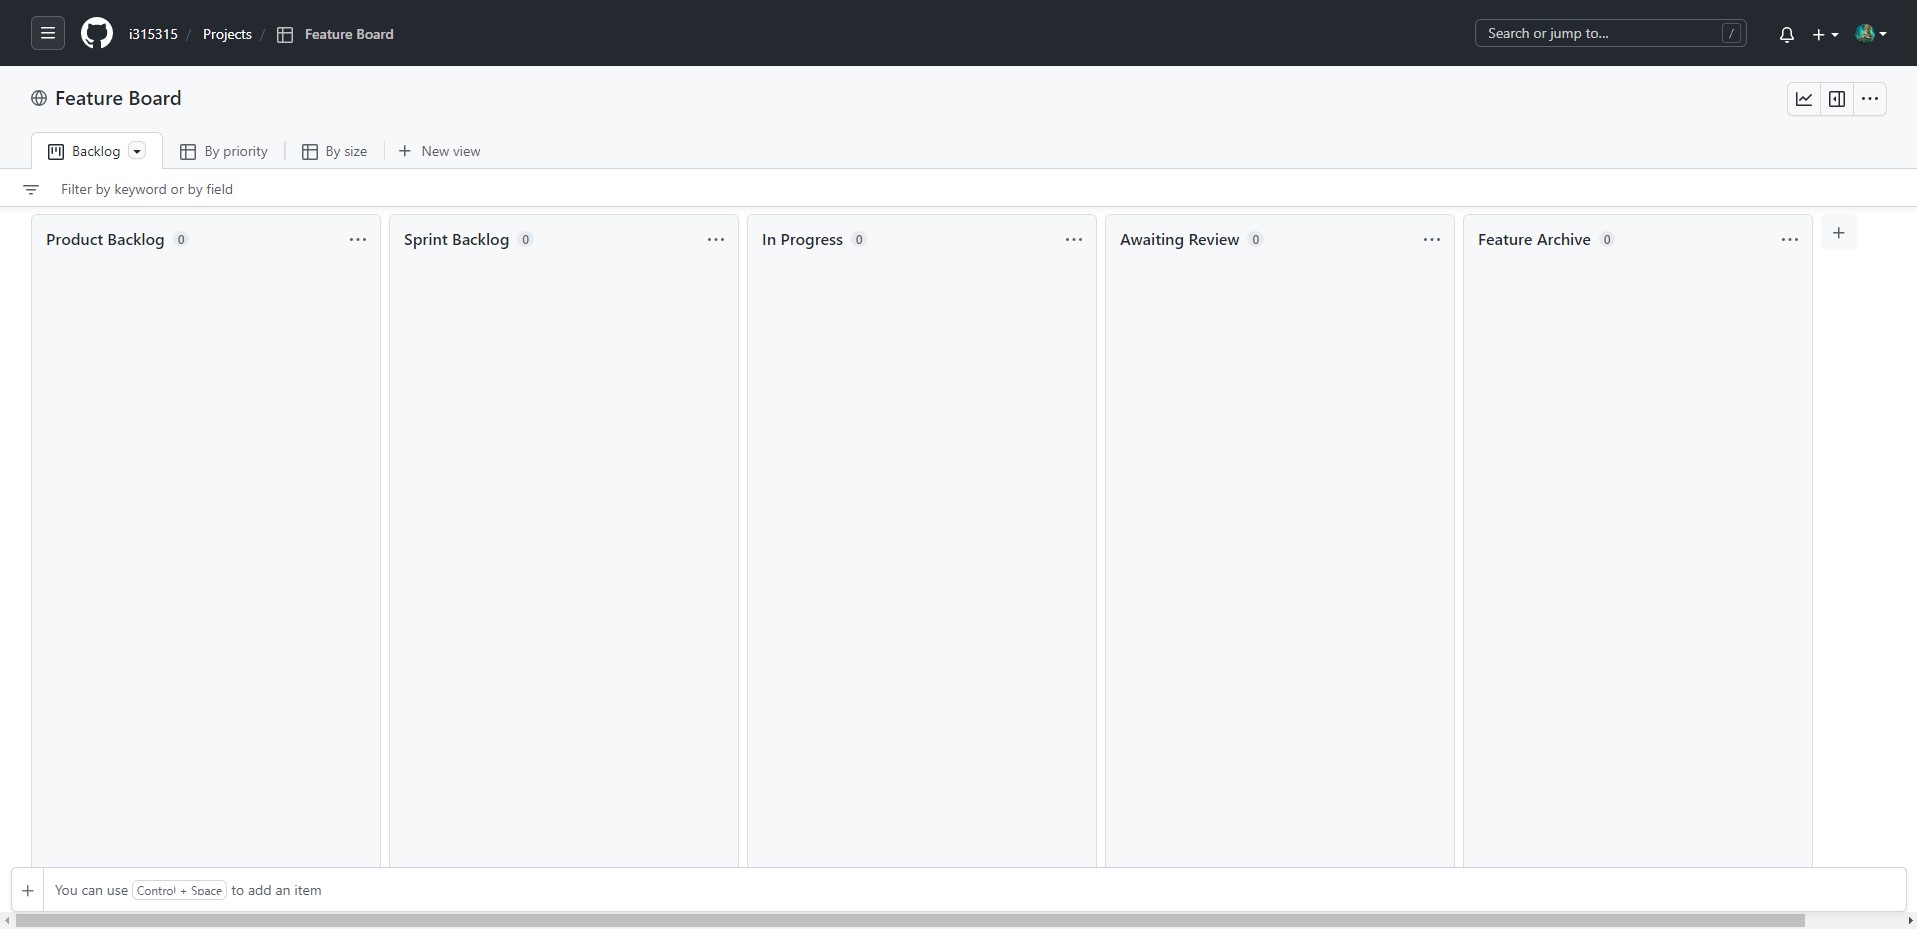 i315315 / Projects / Feature Board
Search or jump to... /
Feature Board
Backlog
By priority
By size
New view
Filter by keyword or by field
Product Backlog 0
Sprint Backlog 0
In Progress 0
Awaiting Review 0
Feature Archive 0
You can use Control + Space to add an item